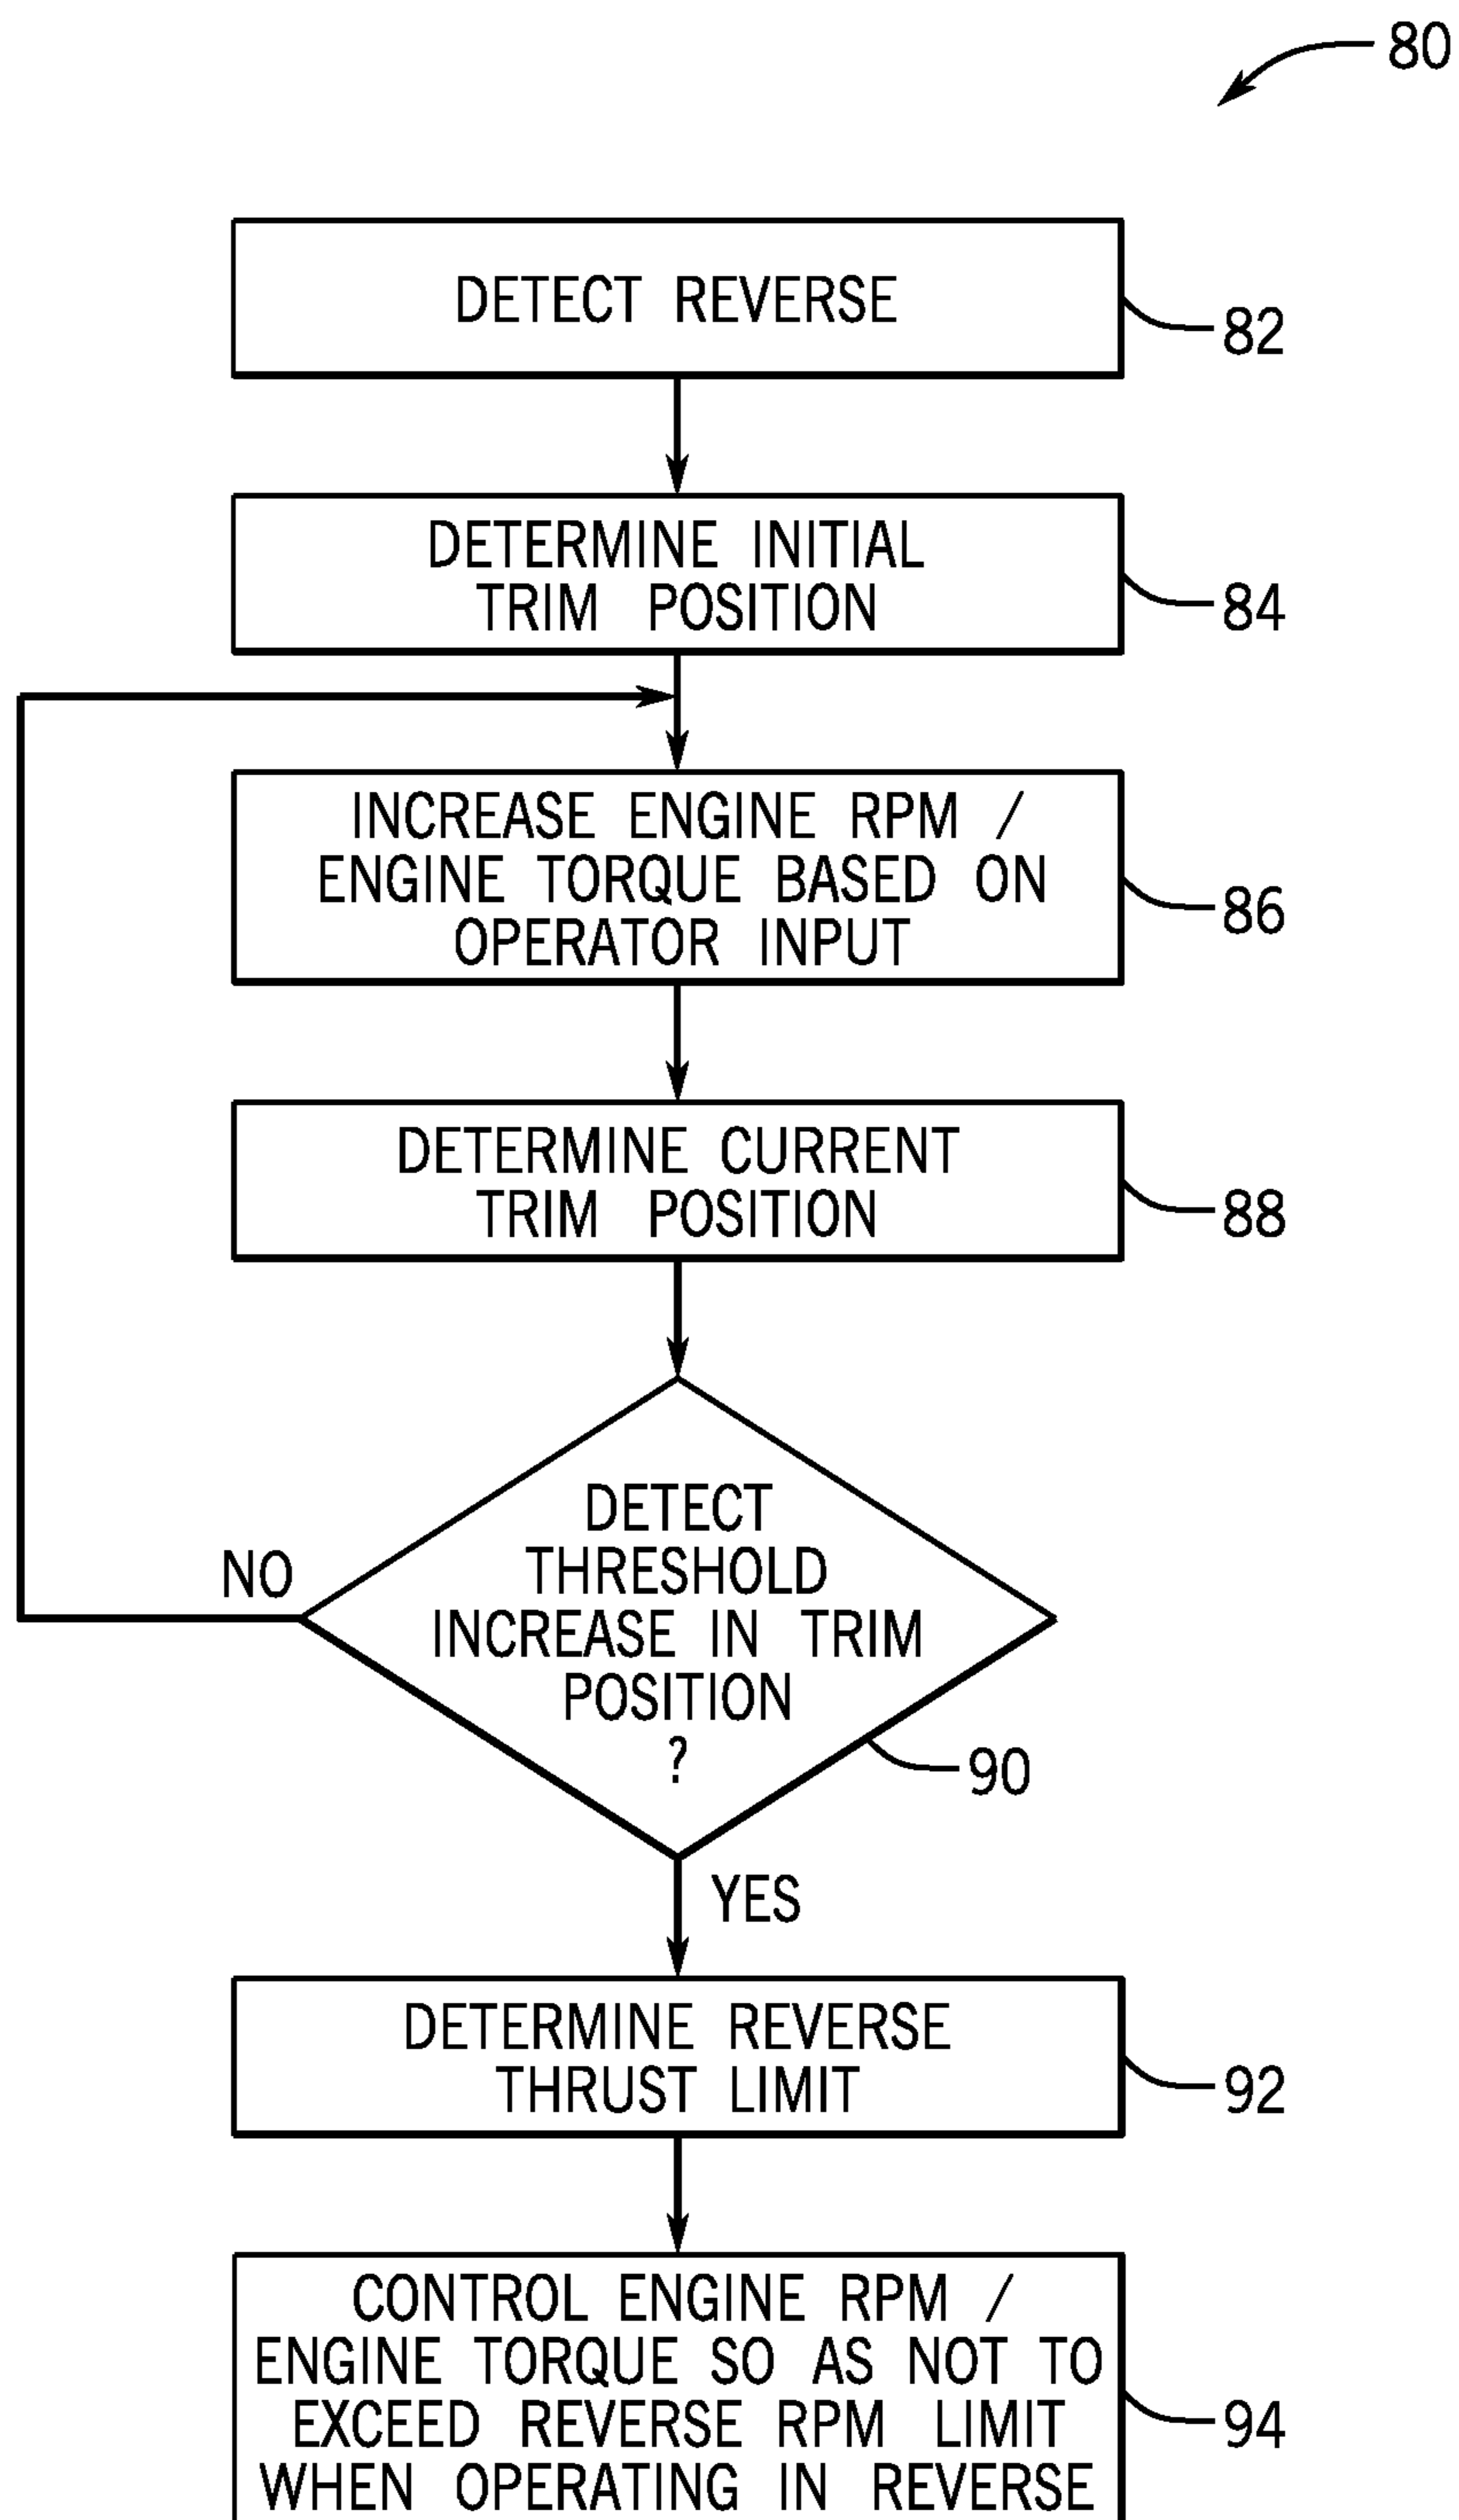 80
DETECT REVERSE
82
DETERMINE INITIAL
TRIM POSITION
84
INCREASE ENGINE RPM /
ENGINE TORQUE BASED ON
OPERATOR INPUT
86
DETERMINE CURRENT
TRIM POSITION
88
DETECT
THRESHOLD
INCREASE IN TRIM
POSITION
?
NO
90
YES
DETERMINE REVERSE
THRUST LIMIT
92
CONTROL ENGINE RPM /
ENGINE TORQUE SO AS NOT TO
EXCEED REVERSE RPM LIMIT
WHEN OPERATING IN REVERSE
94